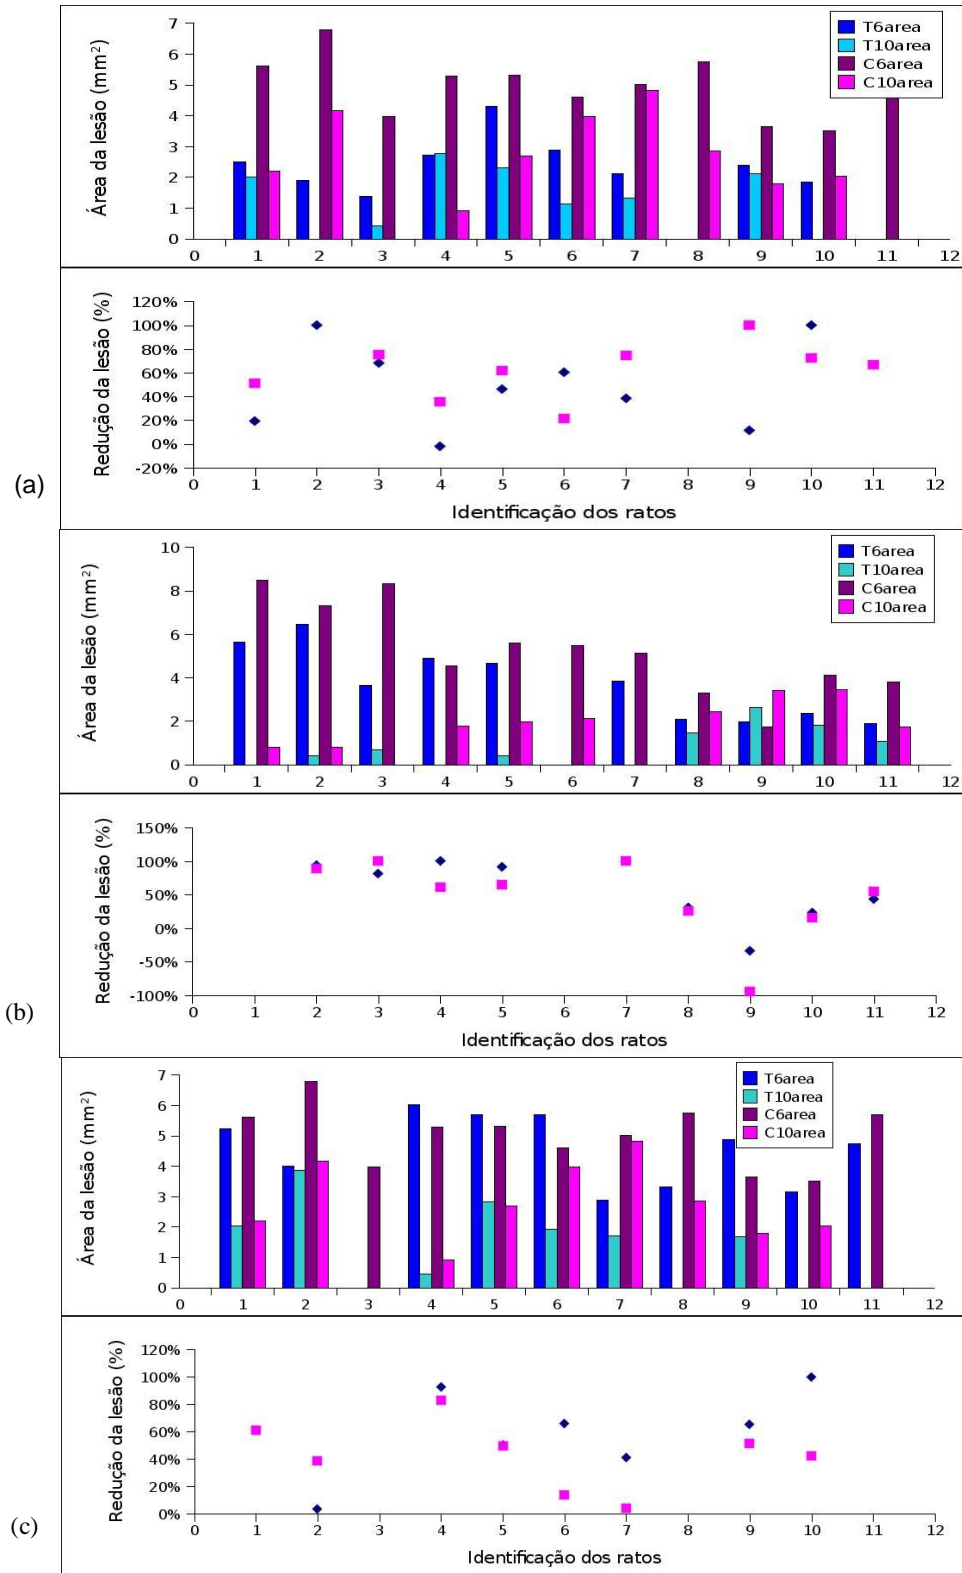 Área da lesão (mm²)
7
6
5
4
3
2
1
0
T6area
T10area
C6area
C10area
0 1 2 3 4 5 6 7 8 9 10 11 12
Redução da lesão (%)
120%
100%
80%
60%
40%
20%
0%
-20%
0 1 2 3 4 5 6 7 8 9 10 11 12
Identificação dos ratos
(a)
Área da lesão (mm²)
10
8
6
4
2
0
T6area
T10area
C6area
C10area
0 1 2 3 4 5 6 7 8 9 10 11 12
Redução da lesão (%)
150%
100%
50%
0%
-50%
-100%
0 1 2 3 4 5 6 7 8 9 10 11 12
Identificação dos ratos
(b)
Área da lesão (mm²)
7
6
5
4
3
2
1
0
T6area
T10area
C6area
C10area
0 1 2 3 4 5 6 7 8 9 10 11 12
Redução da lesão (%)
120%
100%
80%
60%
40%
20%
0%
0 1 2 3 4 5 6 7 8 9 10 11 12
Identificação dos ratos
(c)